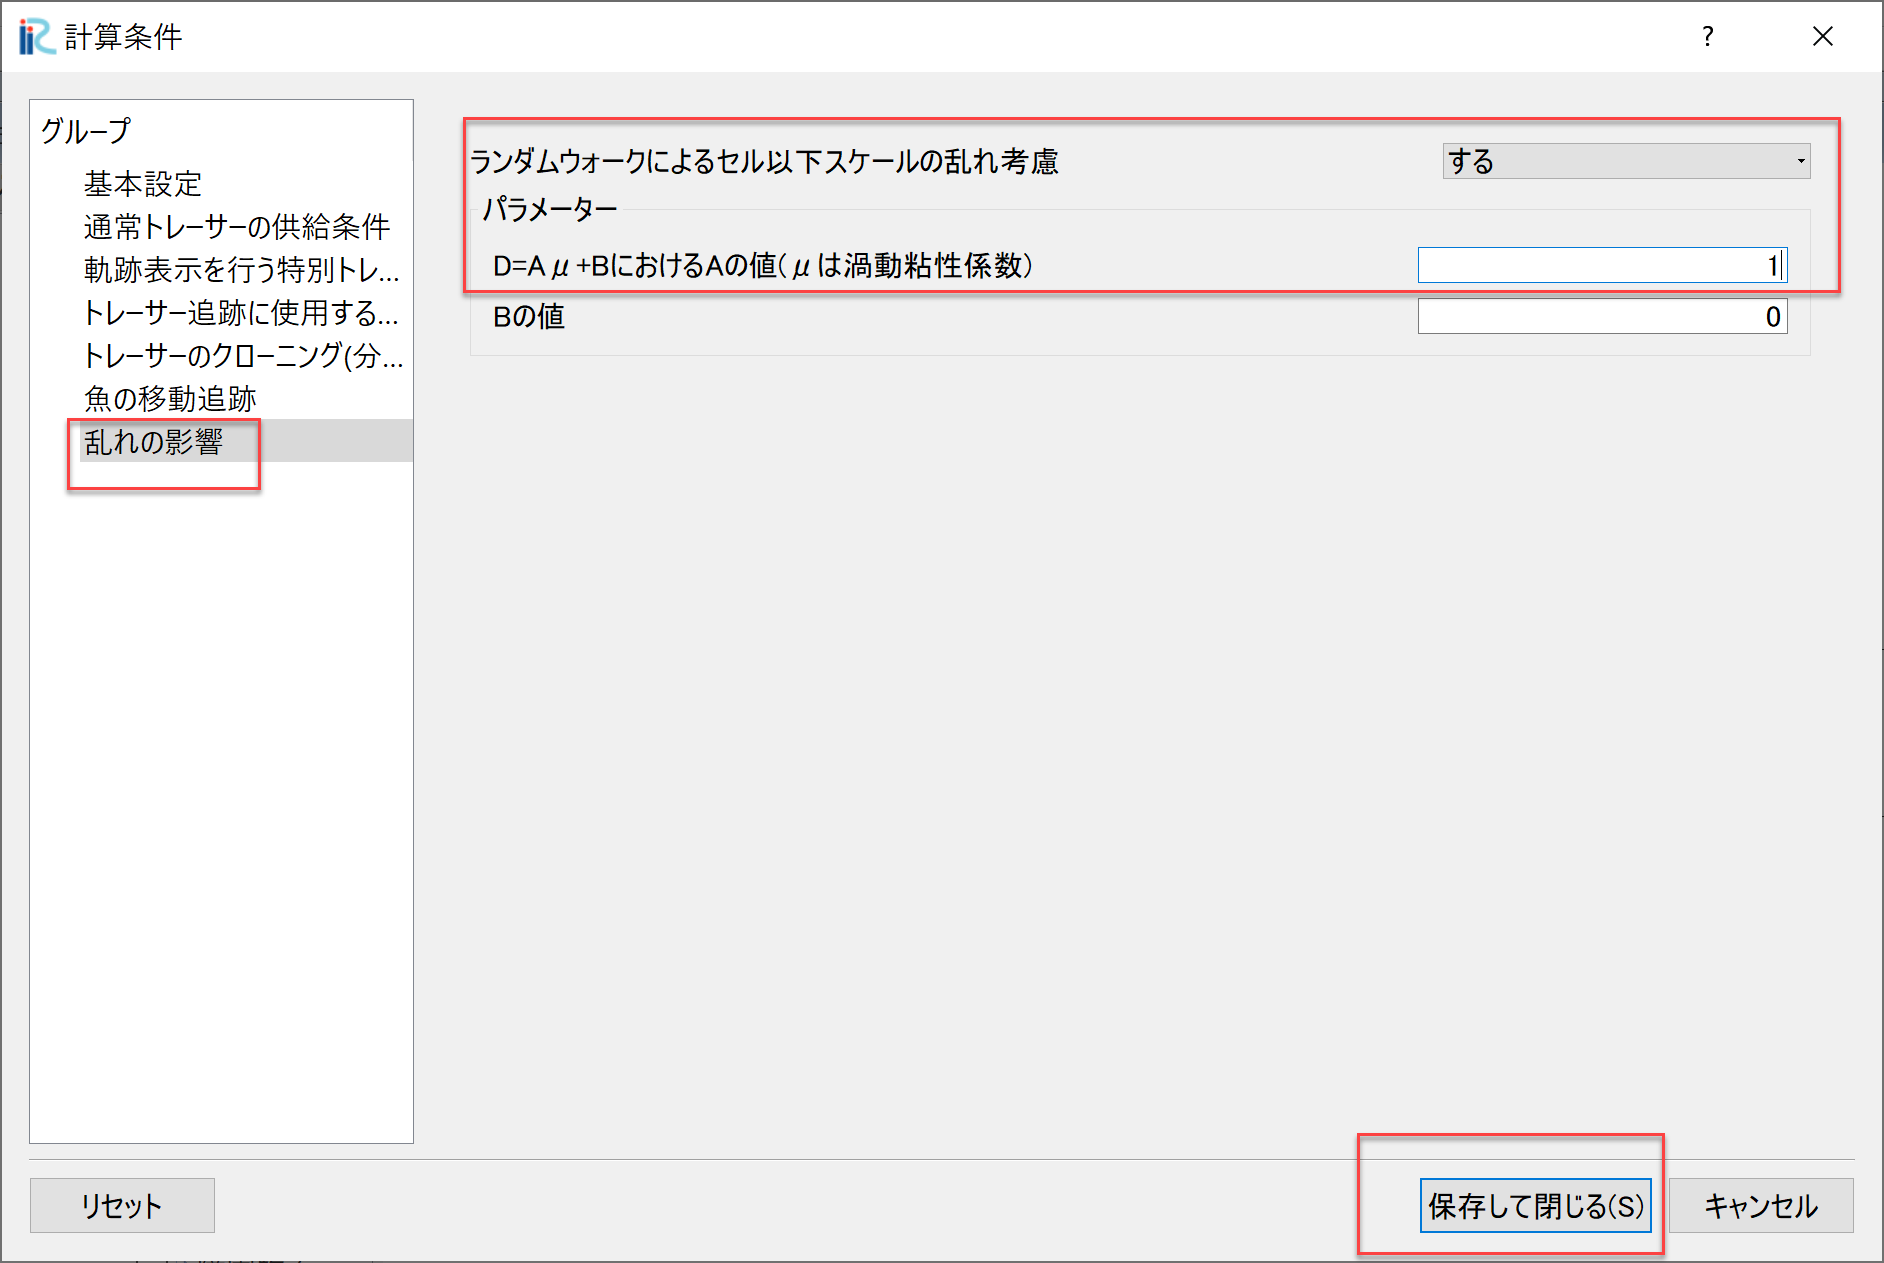 計算条件
グループ
基本設定
通常トレーサーの供給条件
軌跡表示を行う特別トレ...
トレーサー追跡に使用する...
トレーサーのクローニング(分...
魚の移動追跡
乱れの影響
ランダムウォークによるセル以下スケールの乱れ考慮 する
パラメーター
D=Aμ+BにおけるAの値(μは渦動粘性係数) 1
Bの値 0
リセット 保存して閉じる(S) キャンセル